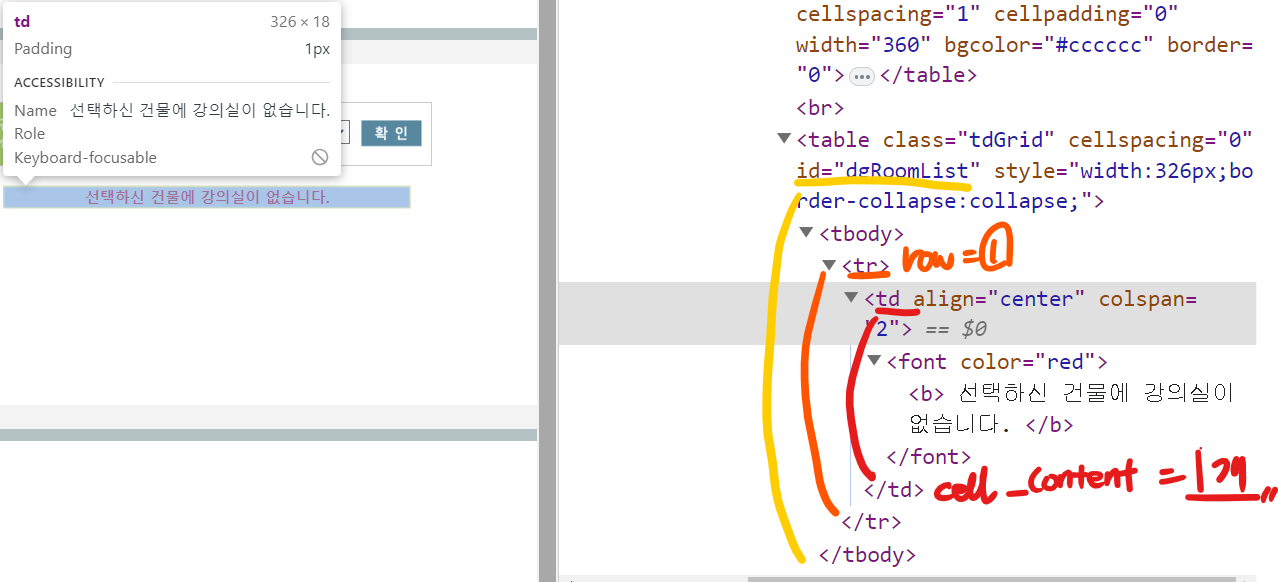 td 326 × 18
Padding 1px
ACCESSIBILITY
Name 선택하신 건물에 강의실이 없습니다.
Role
Keyboard-focusable
확 인
선택하신 건물에 강의실이 없습니다.
cellspacing="1" cellpadding="0"
width="360" bgcolor="#cccccc" border=
"0"> … </table>
<br>
<table class="tdGrid" cellspacing="0"
id="dgRoomList" style="width:326px;bo
rder-collapse:collapse;">
<tbody>
<tr> row = 1
<td align="center" colspan=
"2"> == $0
<font color="red">
<b> 선택하신 건물에 강의실이
없습니다. </b>
</font>
</td> cell_content = 1개
</tr>
</tbody>